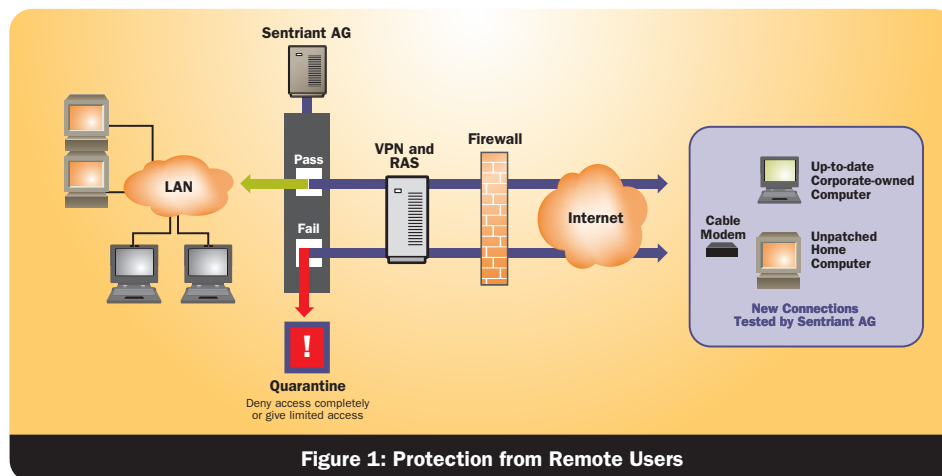 Sentriant AG
Pass
Fail
LAN
VPN and
RAS
Firewall
Internet
Up-to-date
Corporate-owned
Computer
Cable
Modem
Unpatched
Home
Computer
New Connections
Tested by Sentriant AG
!
Quarantine
Deny access completely
or give limited access
Figure 1: Protection from Remote Users